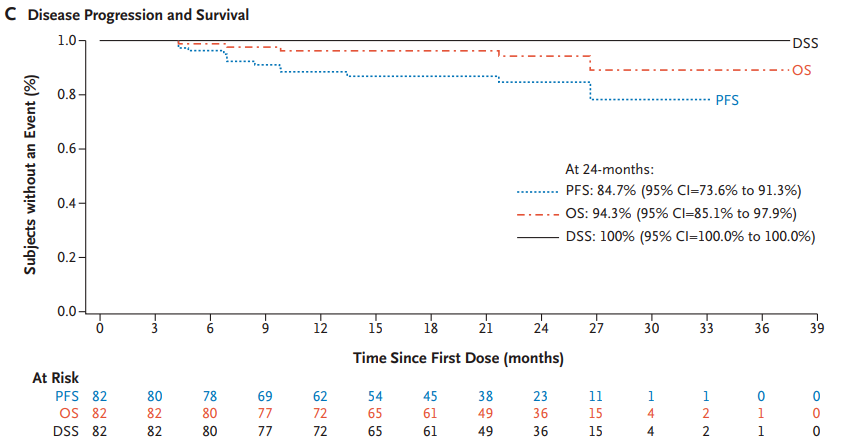 C Disease Progression and Survival
Subjects without an Event (%)
1.0
0.8
0.6
0.4
0.2
0.0
DSS
OS
PFS
At 24-months:
PFS: 84.7% (95% CI=73.6% to 91.3%)
OS: 94.3% (95% CI=85.1% to 97.9%)
DSS: 100% (95% CI=100.0% to 100.0%)
0 3 6 9 12 15 18 21 24 27 30 33 36 39
Time Since First Dose (months)
At Risk
PFS 82 80 78 69 62 54 45 38 23 11 1 1 0 0
OS 82 82 80 77 72 65 61 49 36 15 4 2 1 0
DSS 82 82 80 77 72 65 61 49 36 15 4 2 1 0